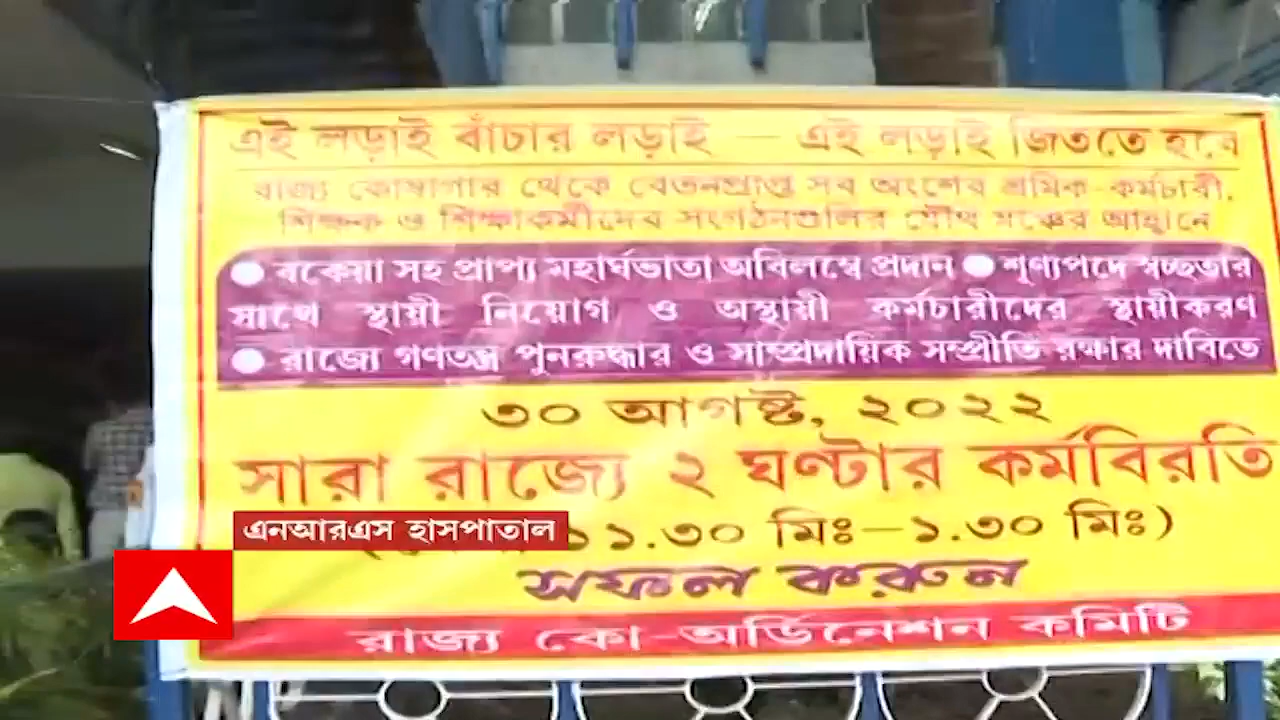 এই লড়াই বাঁচার লড়াই — এই লড়াই জিততে হবে
রাজ্য কোষাগার থেকে বেতনপ্রাপ্ত সব অংশের শ্রমিক-কর্মচারী,
শিক্ষক ও শিক্ষাকর্মীদের সংগঠনগুলির যৌথ মঞ্চের আহ্বানে
● বকেয়া সহ প্রাপ্য মহার্ঘভাতা অবিলম্বে প্রদান ● শূণ্যপদে স্বচ্ছতার
সাথে স্থায়ী নিয়োগ ও অস্থায়ী কর্মচারীদের স্থায়ীকরণ
● রাজ্যে গণতন্ত্র পুনরুদ্ধার ও সাম্প্রদায়িক সম্প্রীতি রক্ষার দাবিতে
৩০ আগষ্ট, ২০২২
সারা রাজ্যে ২ ঘণ্টার কর্মবিরতি
এনআরএস হাসপাতাল
১১.৩০ মিঃ–১.৩০ মিঃ)
সফল করুন
রাজ্য কো-অর্ডিনেশন কমিটি